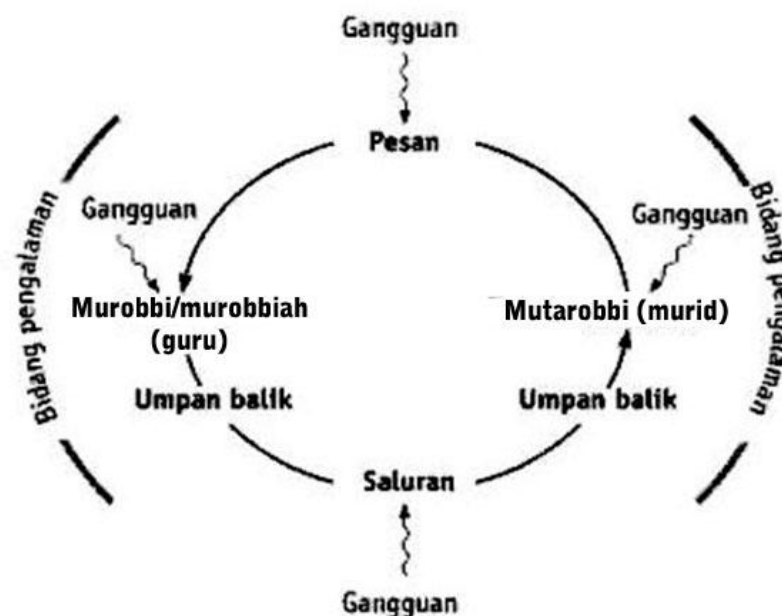 Gangguan
Pesan
Bidang pengalaman
Gangguan
Gangguan
Bidang pengalaman
Murobbi/murobbiah
(guru)
Mutarobbi (murid)
Umpan balik
Umpan balik
Saluran
Gangguan